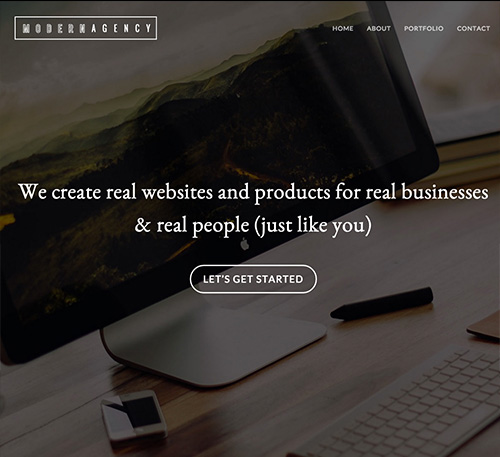 MODERNAGENCY
HOME ABOUT PORTFOLIO CONTACT
We create real websites and products for real businesses
& real people (just like you)
LET'S GET STARTED